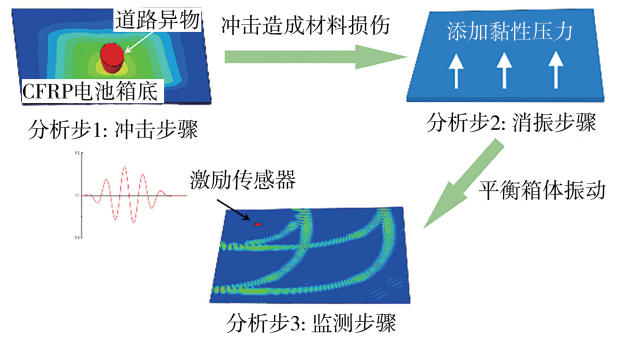 道路异物
冲击造成材料损伤
添加黏性压力
CFRP电池箱底
分析步1: 冲击步骤
分析步2: 消振步骤
激励传感器
平衡箱体振动
分析步3: 监测步骤